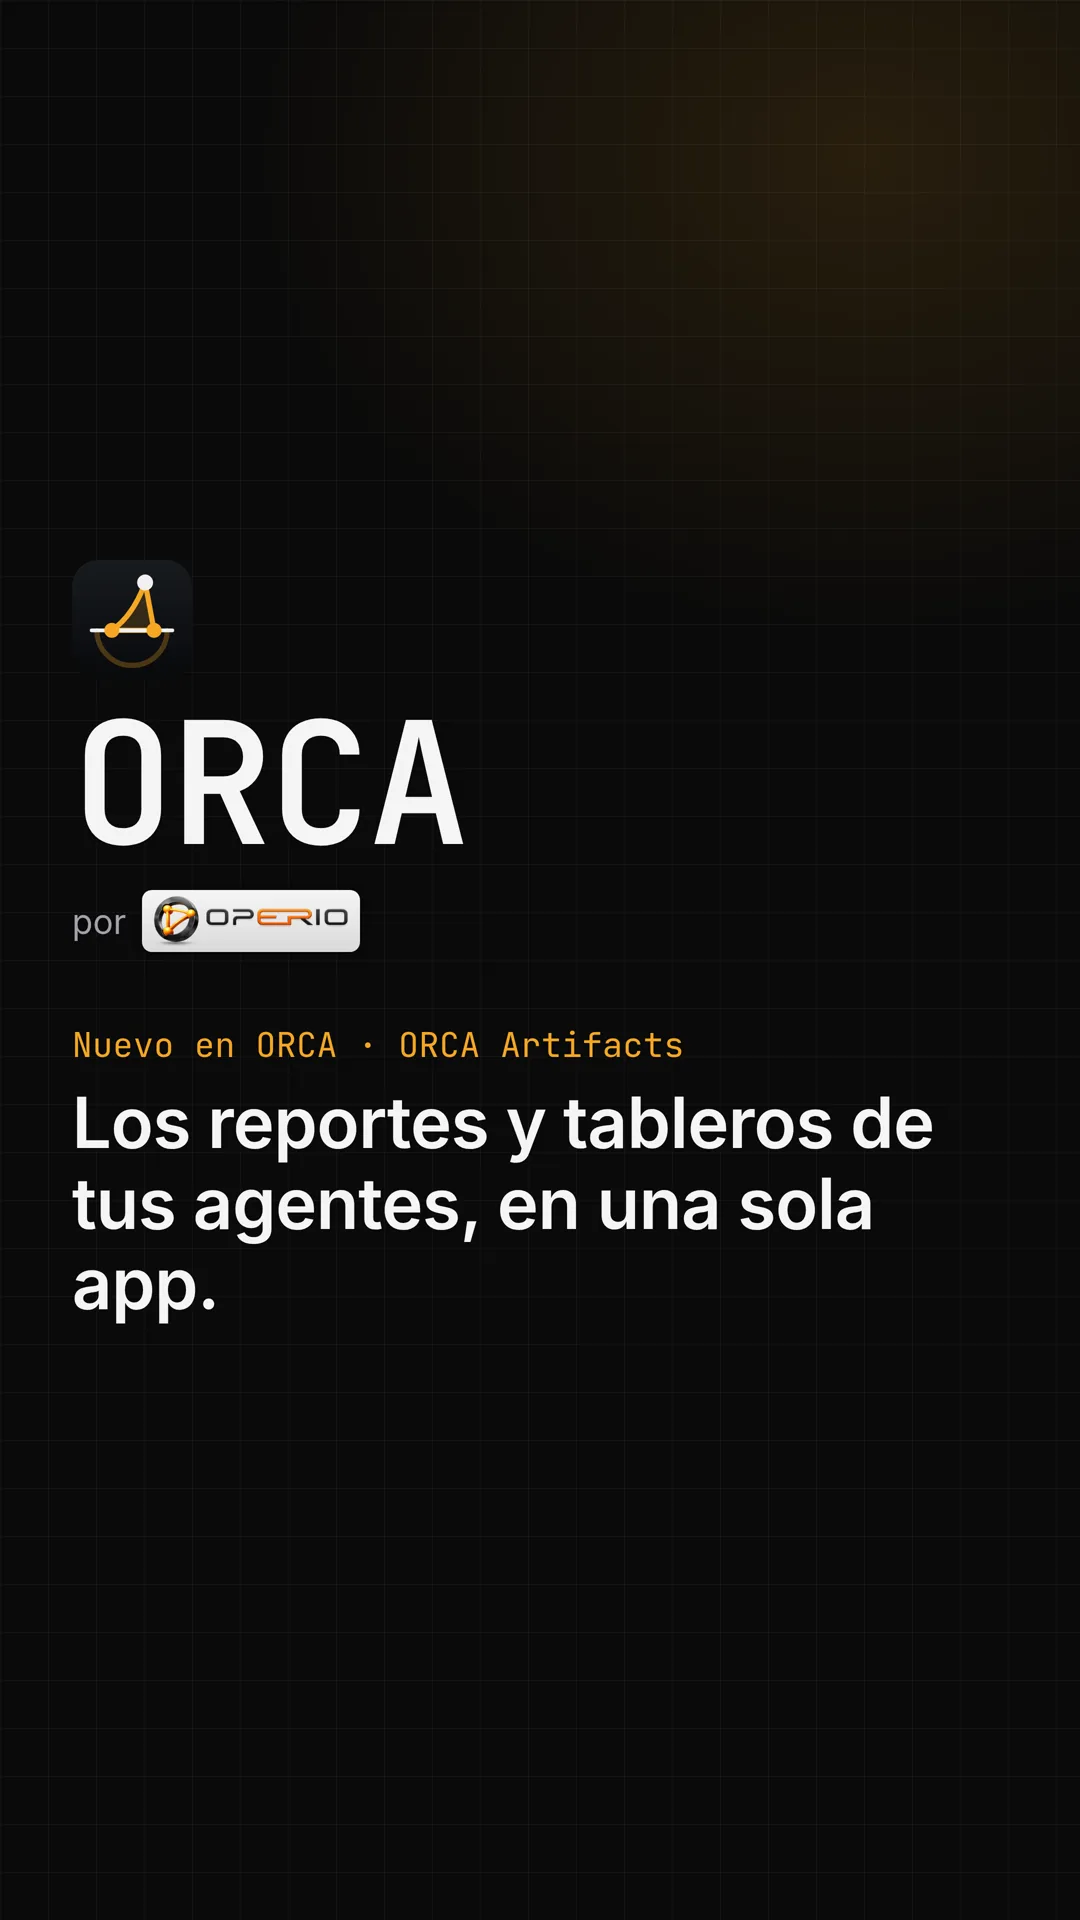 ORCA
por OPERIO
Nuevo en ORCA · ORCA Artifacts
Los reportes y tableros de
tus agentes, en una sola
app.